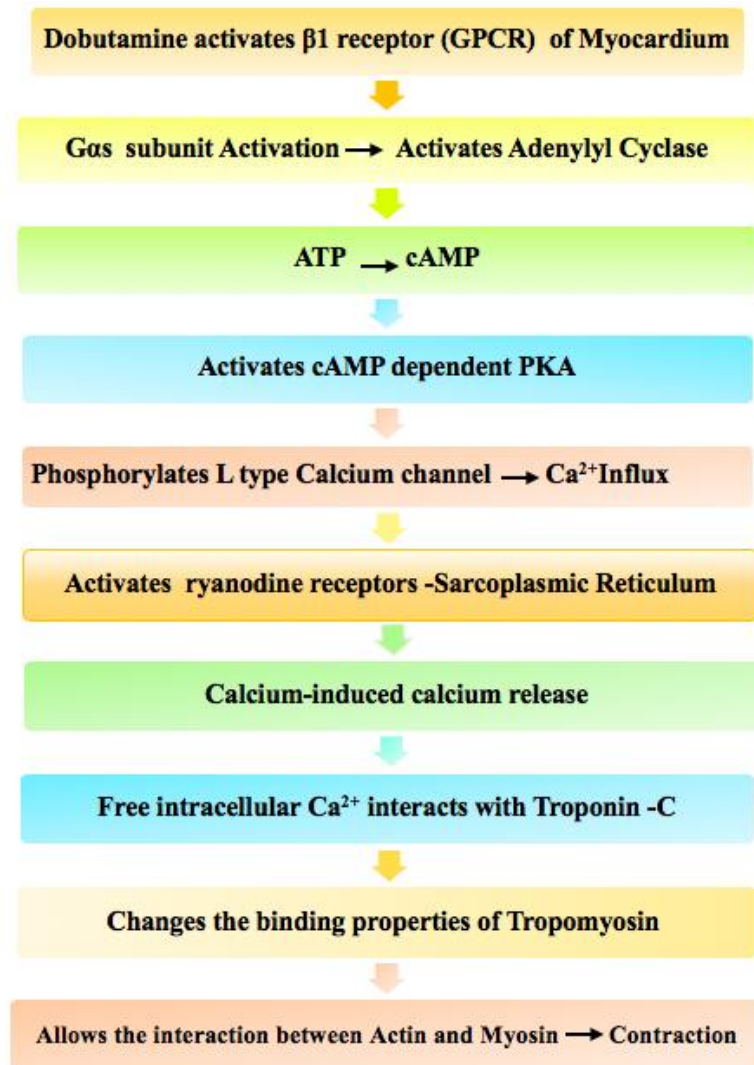 Dobutamine activates β1 receptor (GPCR) of Myocardium
Gαs subunit Activation → Activates Adenylyl Cyclase
ATP → cAMP
Activates cAMP dependent PKA
Phosphorylates L type Calcium channel → Ca²⁺Influx
Activates ryanodine receptors -Sarcoplasmic Reticulum
Calcium-induced calcium release
Free intracellular Ca²⁺ interacts with Troponin -C
Changes the binding properties of Tropomyosin
Allows the interaction between Actin and Myosin → Contraction